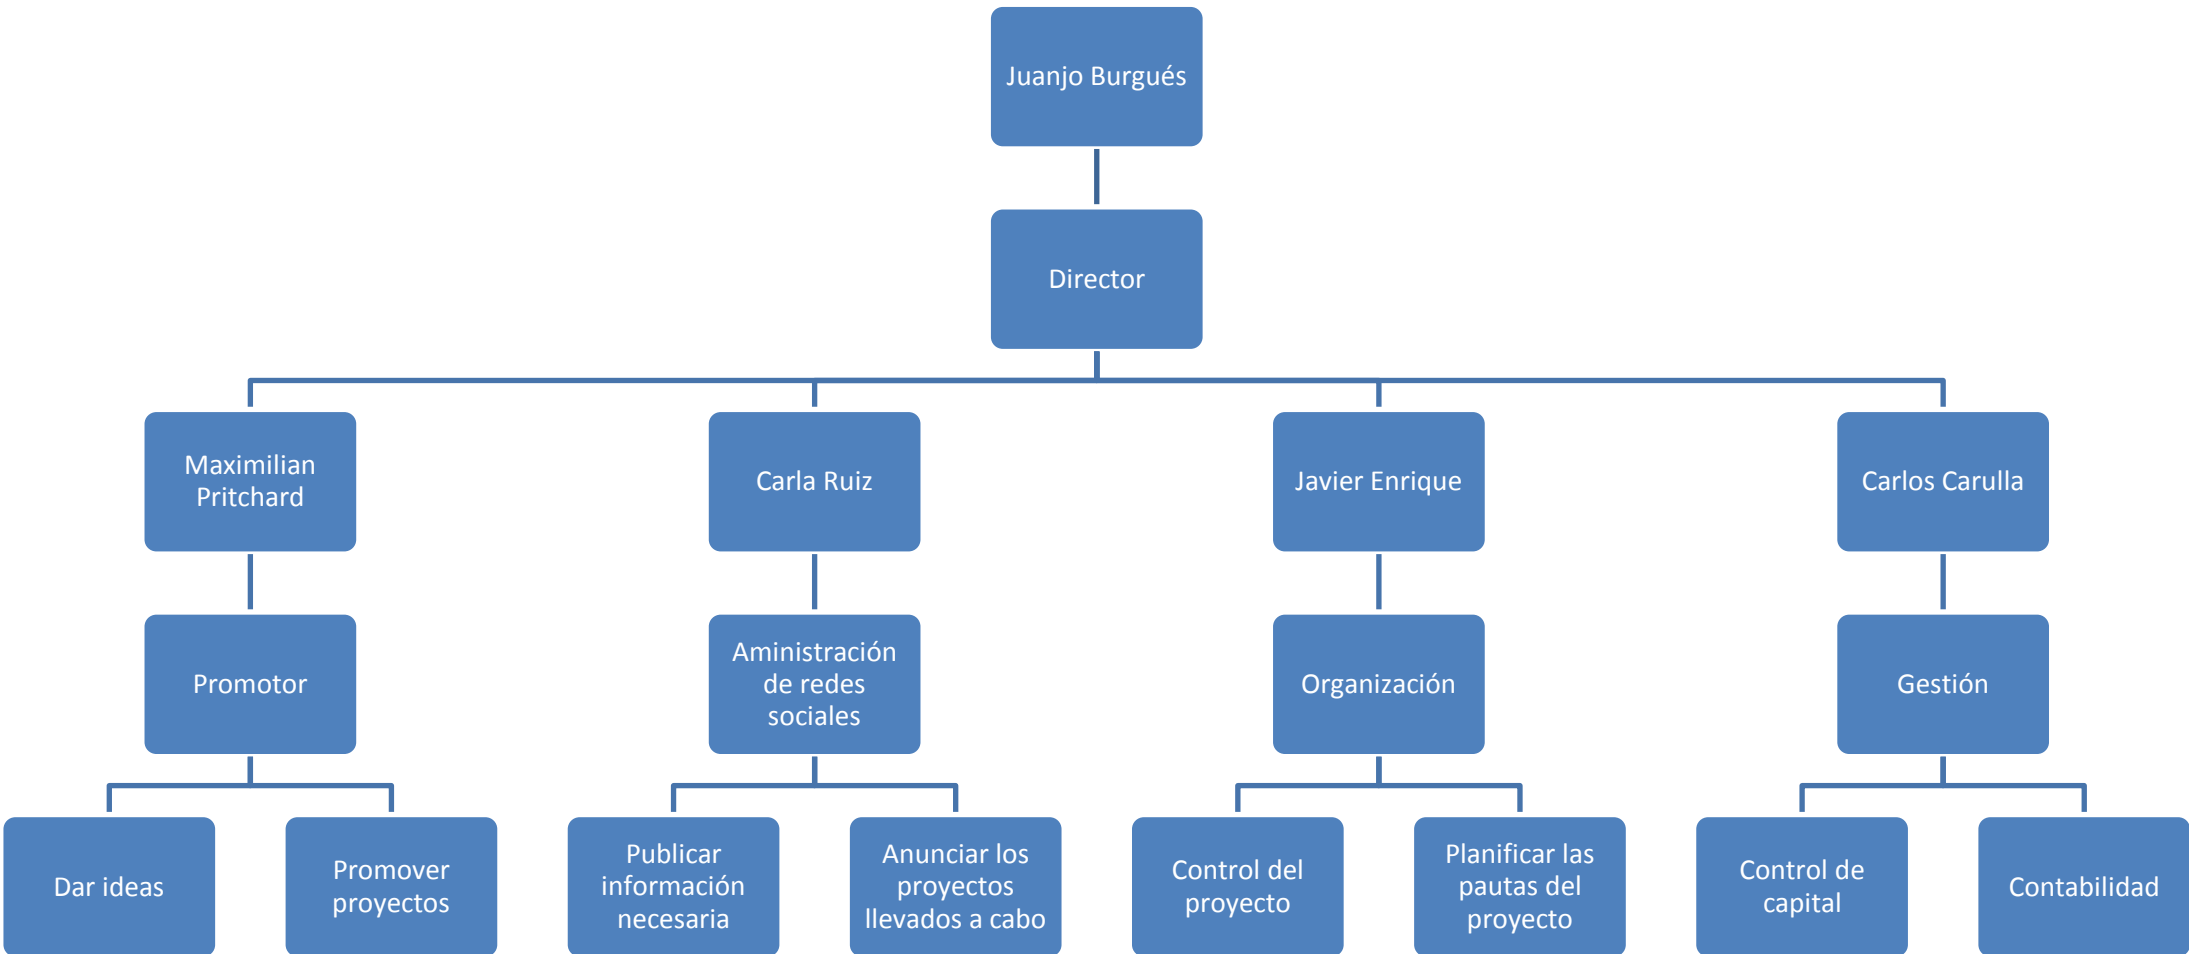 Juanjo Burgués
Director
Maximilian
Pritchard
Carla Ruiz
Javier Enrique
Carlos Carulla
Promotor
Aministración
de redes
sociales
Organización
Gestión
Dar ideas
Promover
proyectos
Publicar
información
necesaria
Anunciar los
proyectos
llevados a cabo
Control del
proyecto
Planificar las
pautas del
proyecto
Control de
capital
Contabilidad